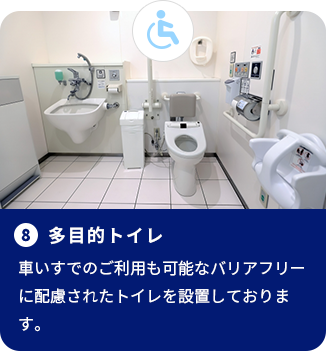 8 多目的トイレ
車いすでのご利用も可能なバリアフリー
に配慮されたトイレを設置しておりま
す。